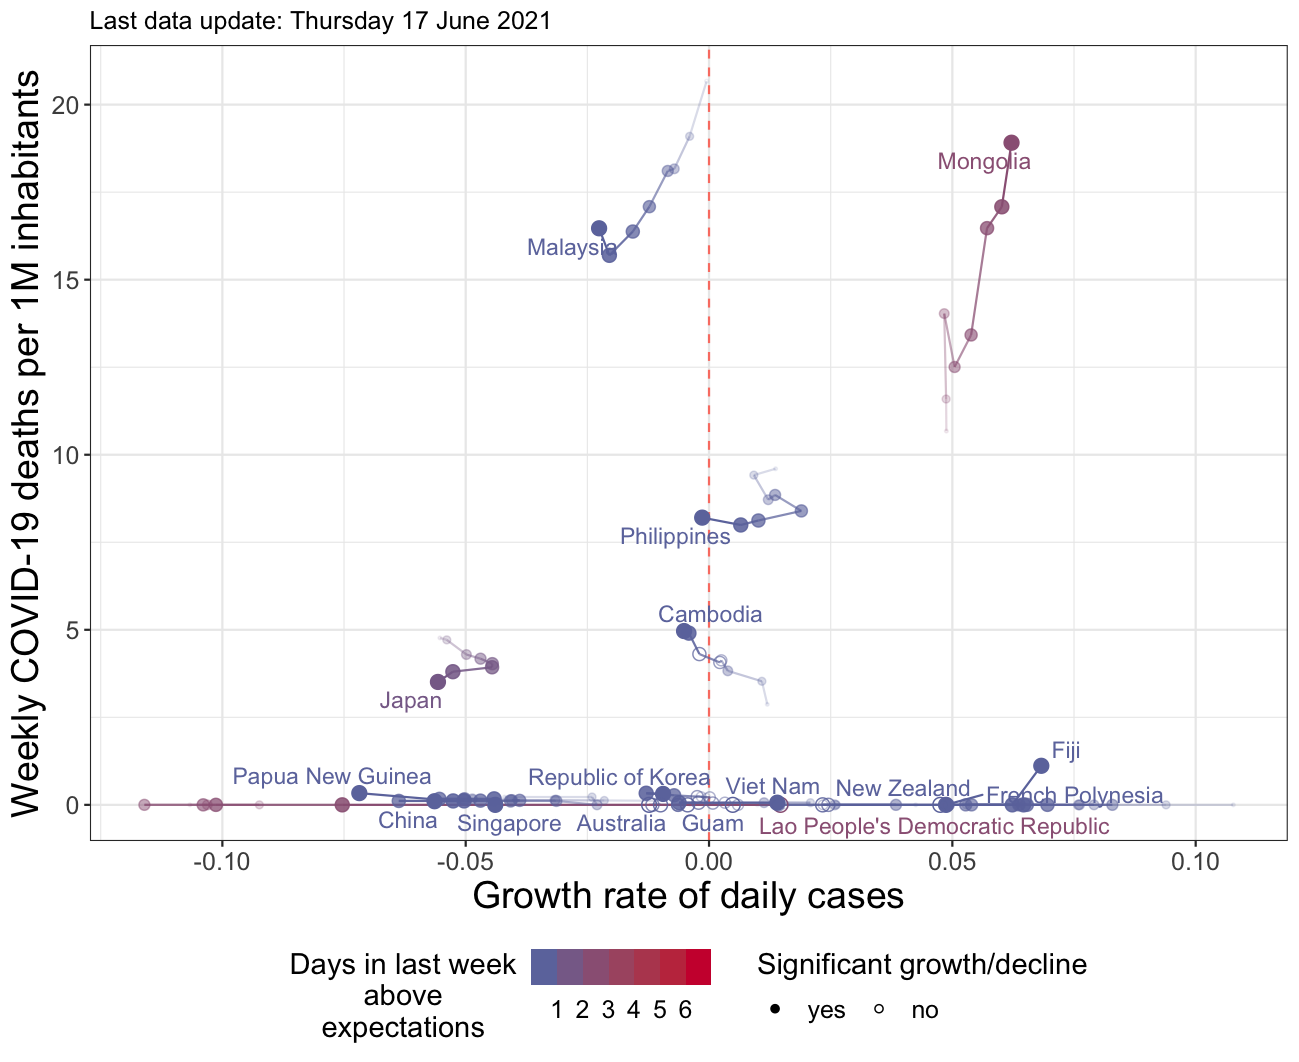 Last data update: Thursday 17 June 2021
Weekly COVID-19 deaths per 1M inhabitants
20
15
10
5
0
Mongolia
Malaysia
Philippines
Cambodia
Japan
Fiji
Papua New Guinea
Republic of Korea
Viet Nam
New Zealand
French Polynesia
China
Singapore
Australia
Guam
Lao People's Democratic Republic
-0.10
-0.05
0.00
0.05
0.10
Growth rate of daily cases
Days in last week
above
expectations
1 2 3 4 5 6
Significant growth/decline
yes
no